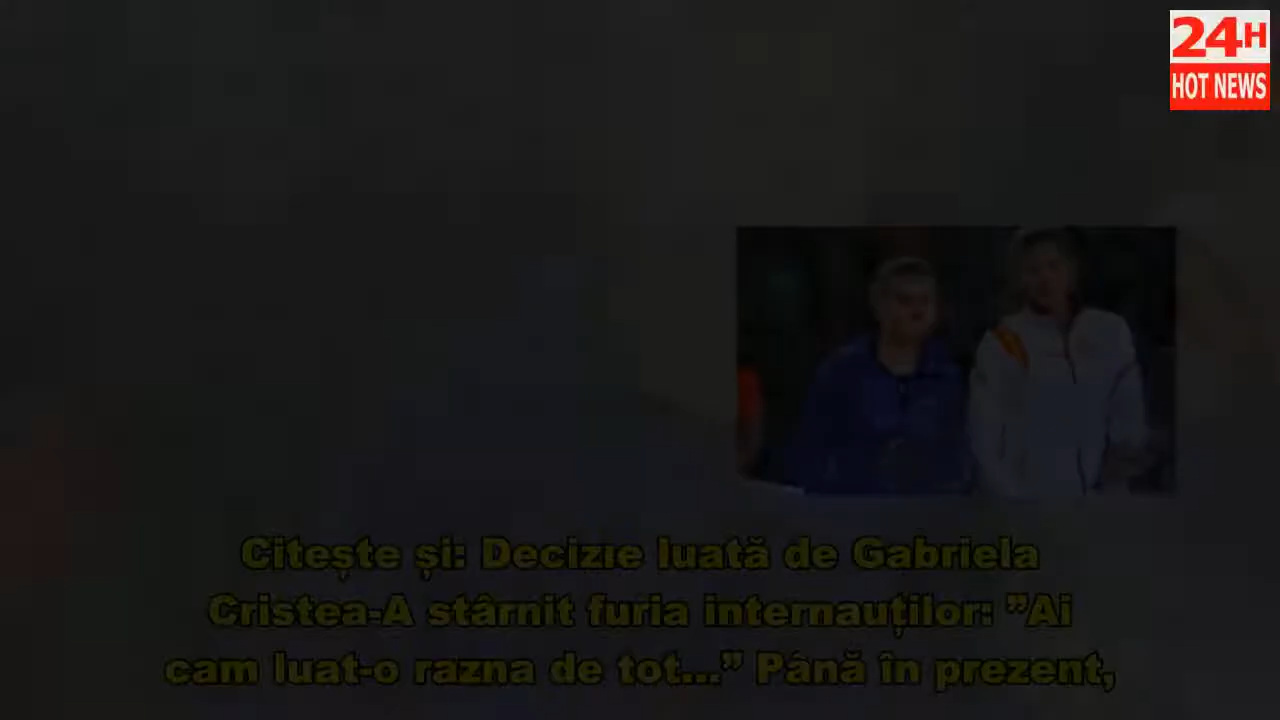 24H
HOT NEWS
Citește și: Decizie luată de Gabriela
Cristea-A stârnit furia internauților: ”Ai
cam luat-o razna de tot...” Până în prezent,